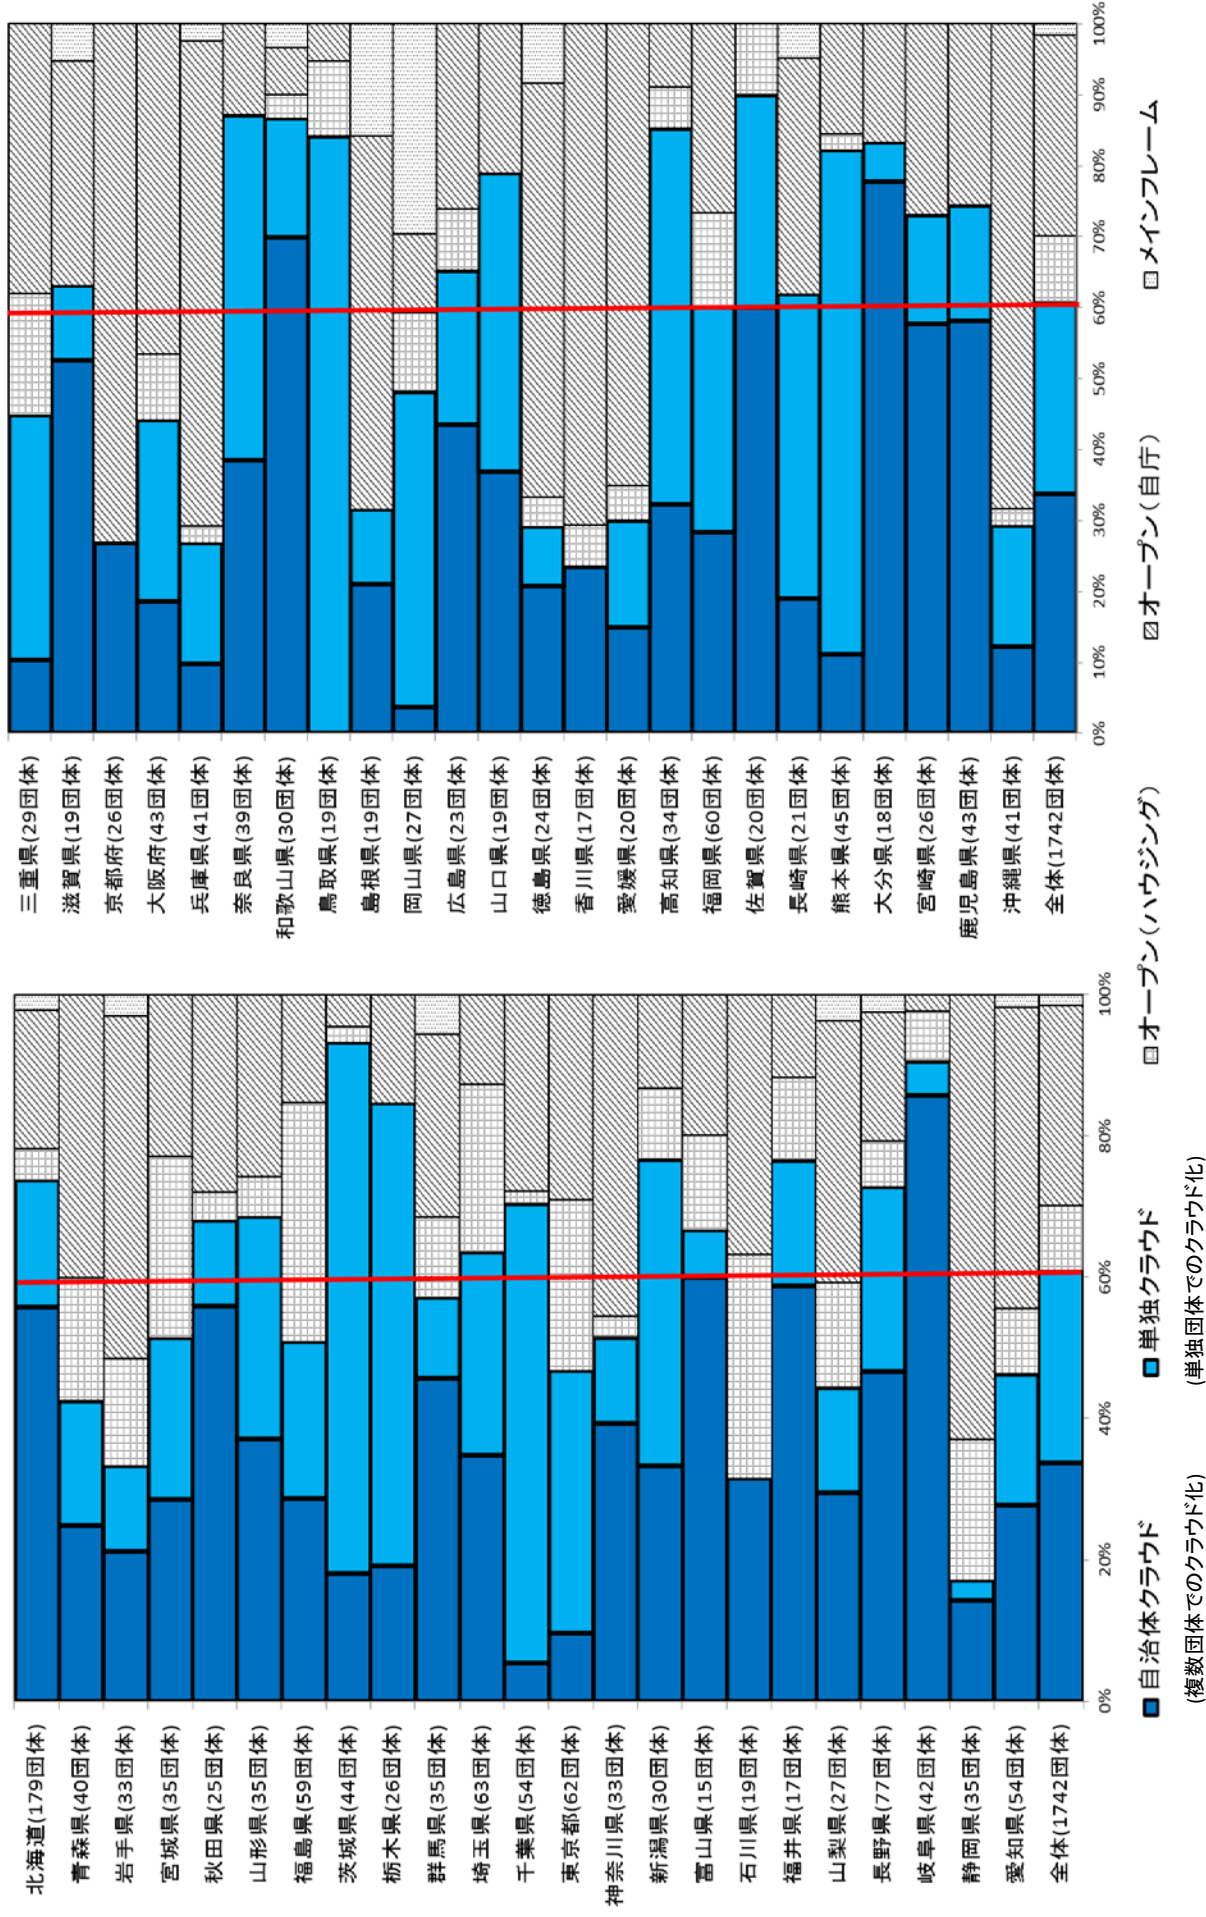 北海道(179団体)
青森県(40団体)
岩手県(33団体)
宮城県(35団体)
秋田県(25団体)
山形県(35団体)
福島県(59団体)
茨城県(44団体)
栃木県(26団体)
群馬県(35団体)
埼玉県(63団体)
千葉県(54団体)
東京都(62団体)
神奈川県(33団体)
新潟県(30団体)
富山県(15団体)
石川県(19団体)
福井県(17団体)
山梨県(27団体)
長野県(77団体)
岐阜県(42団体)
静岡県(35団体)
愛知県(54団体)
全体(1742団体)
0%
20%
40%
60%
80%
100%
三重県(29団体)
滋賀県(19団体)
京都府(26団体)
大阪府(43団体)
兵庫県(41団体)
奈良県(39団体)
和歌山県(30団体)
鳥取県(19団体)
島根県(19団体)
岡山県(27団体)
広島県(23団体)
山口県(19団体)
徳島県(24団体)
香川県(17団体)
愛媛県(20団体)
高知県(34団体)
福岡県(60団体)
佐賀県(20団体)
長崎県(21団体)
熊本県(45団体)
大分県(18団体)
宮崎県(26団体)
鹿児島県(43団体)
沖縄県(41団体)
全体(1742団体)
0%
10%
20%
30%
40%
50%
60%
70%
80%
90%
100%
自治体クラウド
(複数団体でのクラウド化)
単独クラウド
(単独団体でのクラウド化)
オープン(ハウジング)
オープン(自庁)
メインフレーム